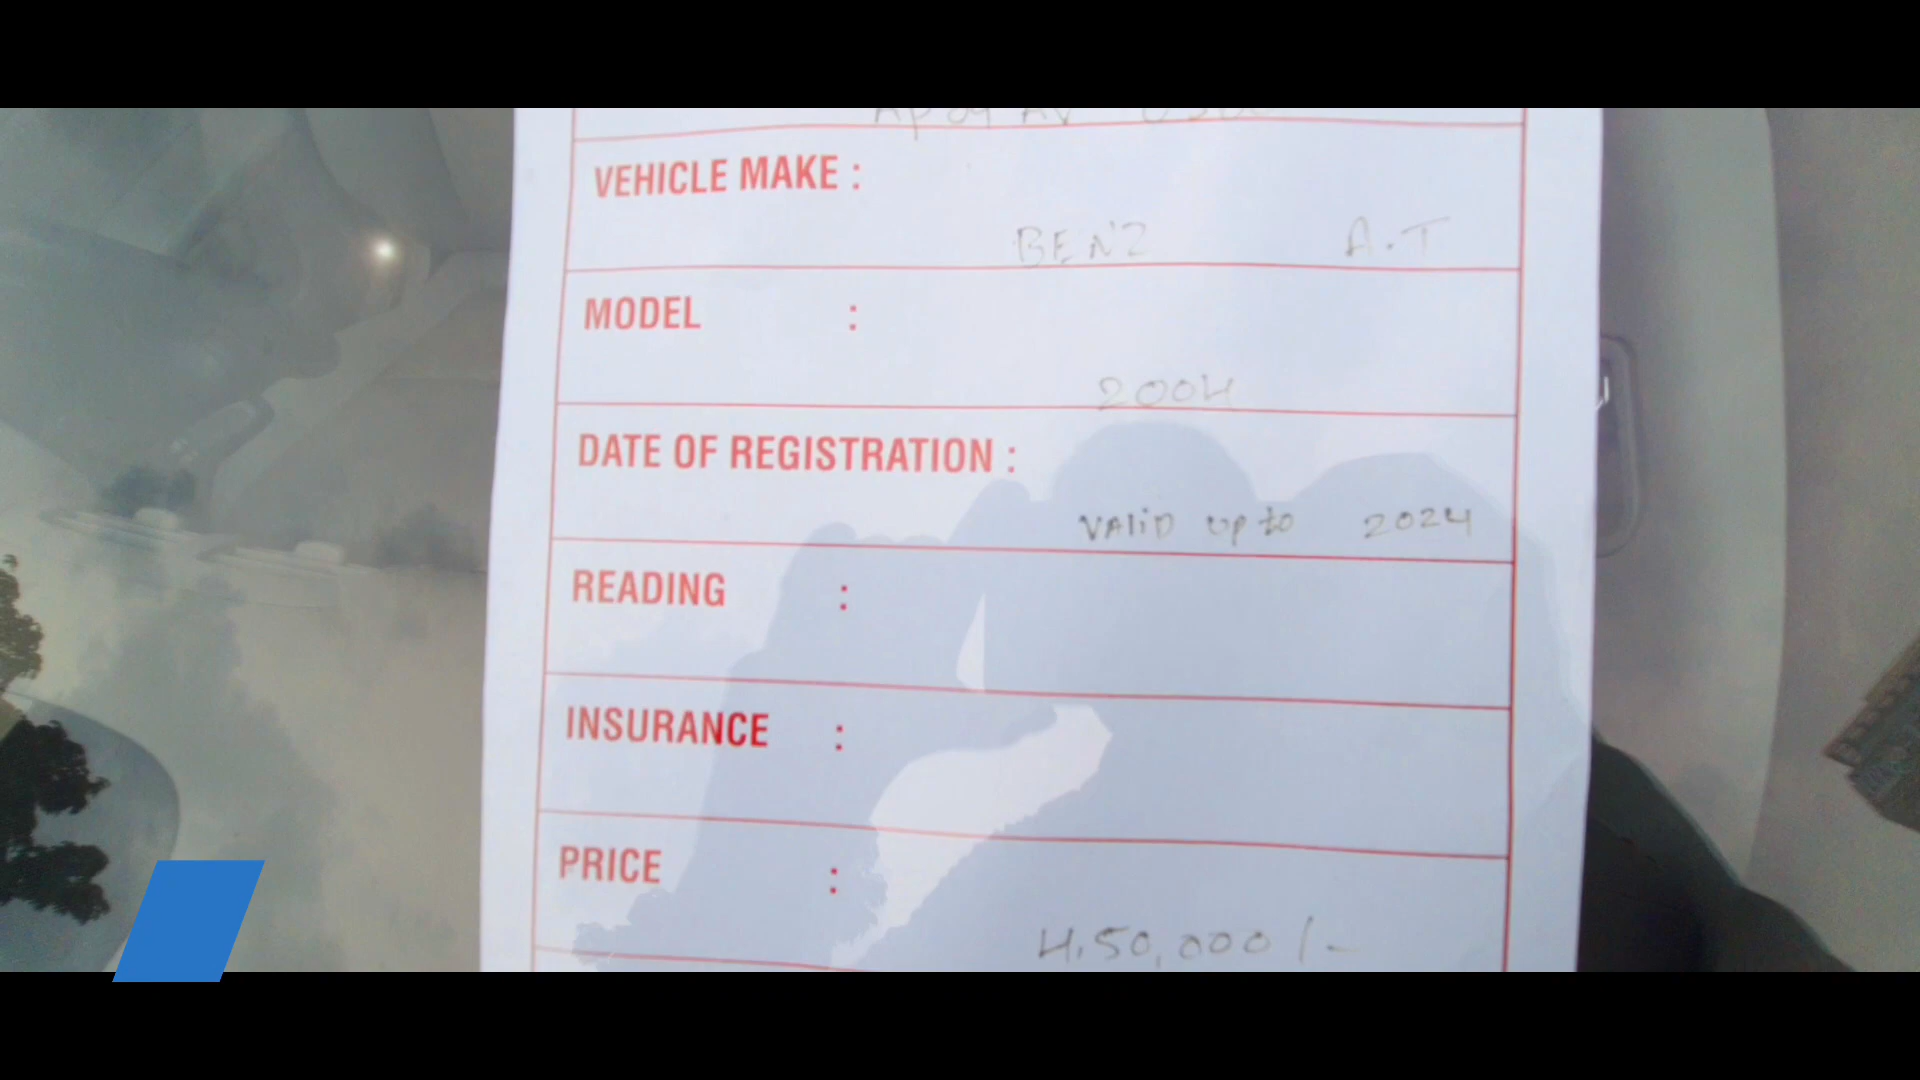 VEHICLE MAKE :
BENZ A.T
MODEL :
2004
DATE OF REGISTRATION :
VALID up to 2024
READING :
INSURANCE :
PRICE :
4,50,000/-